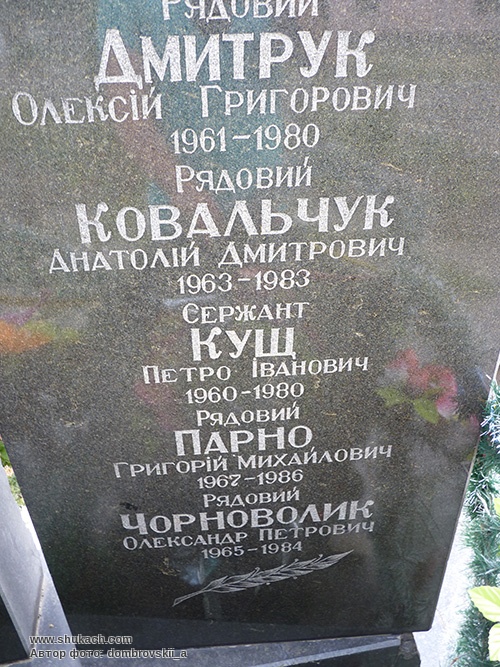 Рядовий
Дмитрук
Олексій Григорович
1961-1980
Рядовий
Ковальчук
Анатолій Дмитрович
1963-1983
Сержант
Кущ
Петро Іванович
1960-1980
Рядовий
Парно
Григорій Михайлович
1967-1986
Рядовий
Чорноволик
Олександр Петрович
1965-1984
www.shukach.com
Автор фото: dombrovskii_a